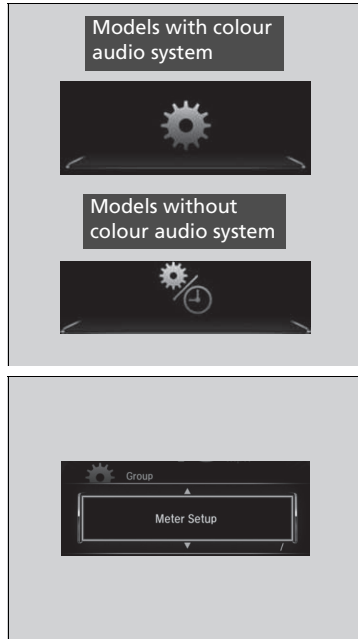 Models with colour
audio system
Models without
colour audio system
Group
Meter Setup
/